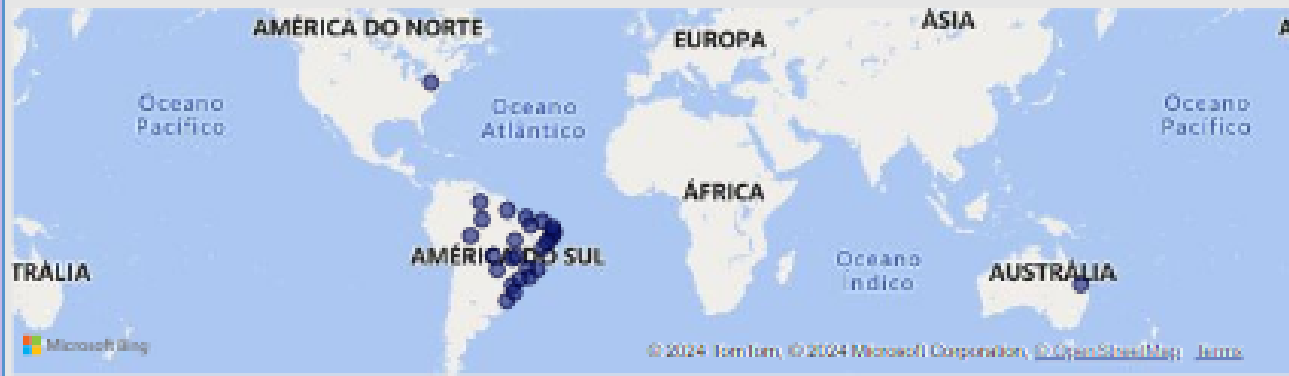 AMÉRICA DO NORTE
ÁSIA
EUROPA
Oceano
Pacífico
Oceano
Atlântico
Oceano
Pacífico
ÁFRICA
AMÉRICA DO SUL
TRÁLIA
Oceano
Índico
AUSTRÁLIA
Microsoft Bing
© 2024 TomTom, © 2024 Microsoft Corporation, © OpenStreetMap Terms